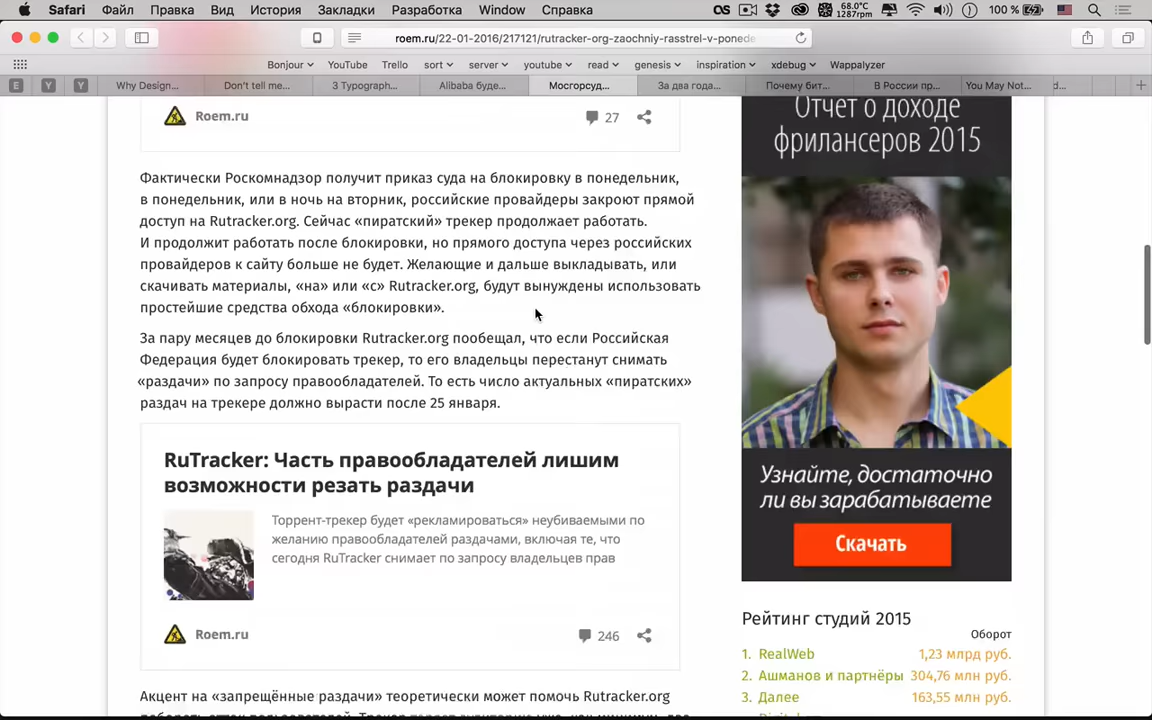 Safari Файл Правка Вид История Закладки Разработка Window Справка
68.0°C
1287rpm
100 %
roem.ru/22-01-2016/217121/rutracker-org-zaochniy-rasstrel-v-ponede
Bonjour YouTube Trello sort server youtube read genesis inspiration xdebug Wappalyzer
E Y Y Why Design... Don't tell me... 3 Typograph... Alibaba буде... Мосгорсуд... За два года... Почему бит... В России пр... You May Not... d...
Roem.ru 27
Фактически Роскомнадзор получит приказ суда на блокировку в понедельник,
в понедельник, или в ночь на вторник, российские провайдеры закроют прямой
доступ на Rutracker.org. Сейчас «пиратский» трекер продолжает работать.
И продолжит работать после блокировки, но прямого доступа через российских
провайдеров к сайту больше не будет. Желающие и дальше выкладывать, или
скачивать материалы, «на» или «с» Rutracker.org, будут вынуждены использовать
простейшие средства обхода «блокировки».
За пару месяцев до блокировки Rutracker.org пообещал, что если Российская
Федерация будет блокировать трекер, то его владельцы перестанут снимать
«раздачи» по запросу правообладателей. То есть число актуальных «пиратских»
раздач на трекере должно вырасти после 25 января.
RuTracker: Часть правообладателей лишим
возможности резать раздачи
Торрент-трекер будет «рекламироваться» неубиваемыми по
желанию правообладателей раздачами, включая те, что
сегодня RuTracker снимает по запросу владельцев прав
Roem.ru 246
Акцент на «запрещённые раздачи» теоретически может помочь Rutracker.org
Отчет о доходе
фрилансеров 2015
Узнайте, достаточно
ли вы зарабатываете
Скачать
Рейтинг студий 2015
Оборот
1. RealWeb 1,23 млрд руб.
2. Ашманов и партнёры 304,76 млн руб.
3. Далее 163,55 млн руб.